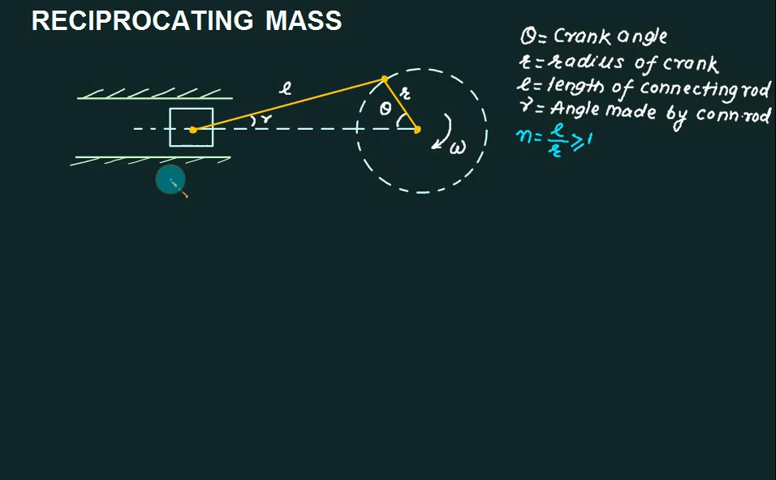 RECIPROCATING MASS
θ = Crank angle
r = radius of crank
l = length of connecting rod
γ = Angle made by conn·rod
n = l/r ≥ 1
l
r
γ
θ
ω